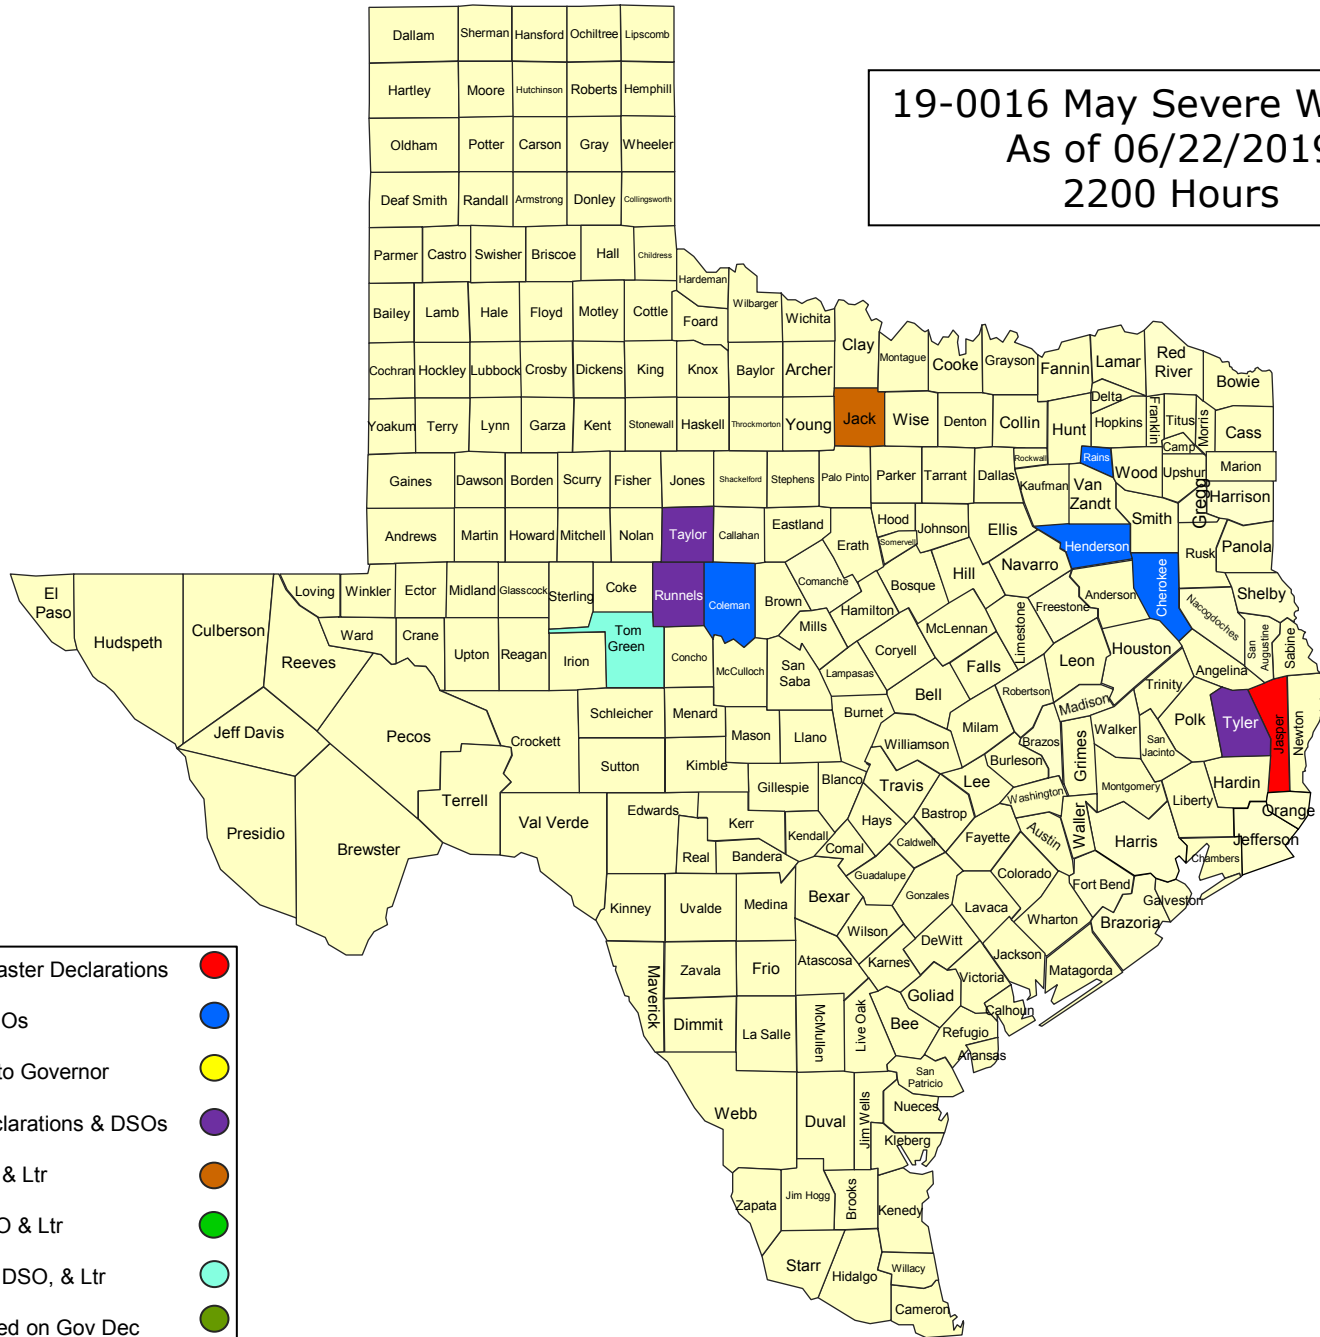 19-0016 May Severe W
As of 06/22/2019
2200 Hours
Dallam Sherman Hansford Ochiltree Lipscomb
Hartley Moore Hutchinson Roberts Hemphill
Oldham Potter Carson Gray Wheeler
Deaf Smith Randall Armstrong Donley Collingsworth
Parmer Castro Swisher Briscoe Hall Childress
Hardeman
Bailey Lamb Hale Floyd Motley Cottle Foard Wilbarger Wichita
Clay Montague Cooke Grayson Fannin Lamar Red
River Bowie
Cochran Hockley Lubbock Crosby Dickens King Knox Baylor Archer
Delta
Yoakum Terry Lynn Garza Kent Stonewall Haskell Throckmorton Young Jack Wise Denton Collin Hunt Hopkins Franklin Titus Morris Cass
Camp
Rockwall Rains
Gaines Dawson Borden Scurry Fisher Jones Shackelford Stephens Palo Pinto Parker Tarrant Dallas Kaufman Van
Zandt Wood Upshur Marion
Gregg Harrison
Andrews Martin Howard Mitchell Nolan Taylor Callahan Eastland Erath Hood Somervell Johnson Ellis Henderson Smith Rusk Panola
El
Paso Hudspeth Culberson Loving Winkler Ector Midland Glasscock Sterling Coke Runnels Coleman Brown Comanche Hamilton Bosque Hill Navarro Freestone Anderson Cherokee Nacogdoches Shelby
Reeves Ward Crane Upton Reagan Irion Tom
Green Concho McCulloch Mills San
Saba Lampasas Coryell McLennan Limestone Falls Leon Houston Angelina San
Augustine Sabine
Jeff Davis Pecos Crockett Schleicher Menard Mason Llano Burnet Bell Milam Robertson Madison Trinity Walker San
Jacinto Polk Tyler Jasper Newton
Presidio Brewster Terrell Val Verde Sutton Kimble Gillespie Blanco Williamson Travis Lee Burleson Brazos Grimes Washington Montgomery Liberty Hardin Orange
Edwards Kerr Real Bandera Kendall Comal Hays Caldwell Bastrop Fayette Austin Waller Harris Chambers Jefferson
Kinney Uvalde Medina Bexar Guadalupe Gonzales Lavaca Colorado Wharton Fort Bend Brazoria Galveston
Maverick Zavala Frio Atascosa Wilson Karnes DeWitt Jackson Matagorda Victoria Calhoun
Dimmit La Salle McMullen Live Oak Bee Goliad Refugio Aransas
San
Patricio
Webb Duval Jim Wells Nueces
Kleberg
Zapata Jim Hogg Brooks Kenedy
Starr Hidalgo Willacy
Cameron
aster Declarations
Os
to Governor
clarations & DSOs
& Ltr
O & Ltr
DSO, & Ltr
ed on Gov Dec